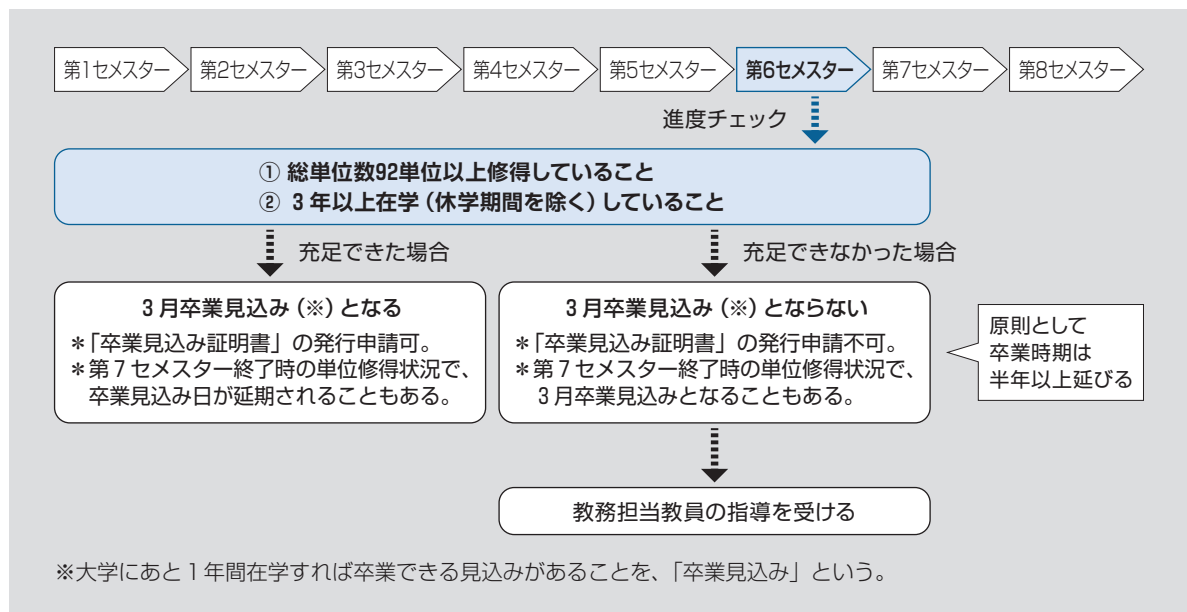 第1セメスター 第2セメスター 第3セメスター 第4セメスター 第5セメスター 第6セメスター 第7セメスター 第8セメスター
進度チェック
① 総単位数92単位以上修得していること
② 3年以上在学（休学期間を除く）していること
充足できた場合
充足できなかった場合
3月卒業見込み（※）となる
＊「卒業見込み証明書」の発行申請可。
＊第7セメスター終了時の単位修得状況で、
卒業見込み日が延期されることもある。
3月卒業見込み（※）とならない
＊「卒業見込み証明書」の発行申請不可。
＊第7セメスター終了時の単位修得状況で、
3月卒業見込みとなることもある。
原則として
卒業時期は
半年以上延びる
教務担当教員の指導を受ける
※大学にあと1年間在学すれば卒業できる見込みがあることを、「卒業見込み」という。